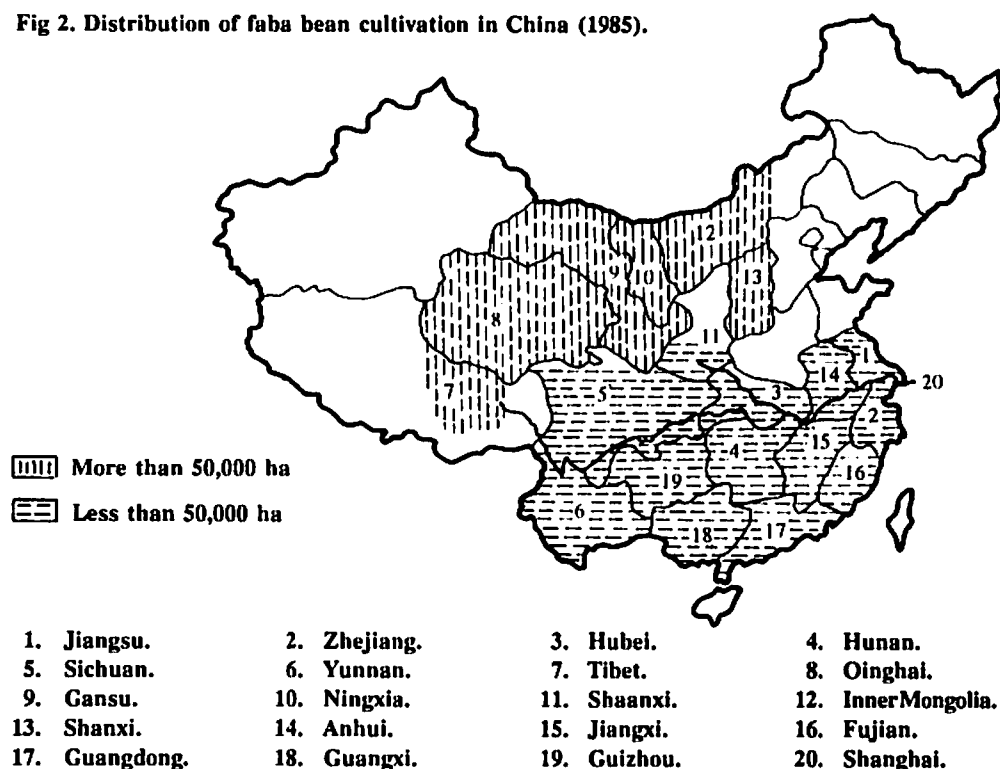 Fig 2. Distribution of faba bean cultivation in China (1985).
12
9
10
13
8
11
1
7
5
14
20
3
2
4
15
More than 50,000 ha
19
16
Less than 50,000 ha
6
18
17
1. Jiangsu. 2. Zhejiang. 3. Hubei. 4. Hunan.
5. Sichuan. 6. Yunnan. 7. Tibet. 8. Oinghai.
9. Gansu. 10. Ningxia. 11. Shaanxi. 12. InnerMongolia.
13. Shanxi. 14. Anhui. 15. Jiangxi. 16. Fujian.
17. Guangdong. 18. Guangxi. 19. Guizhou. 20. Shanghai.